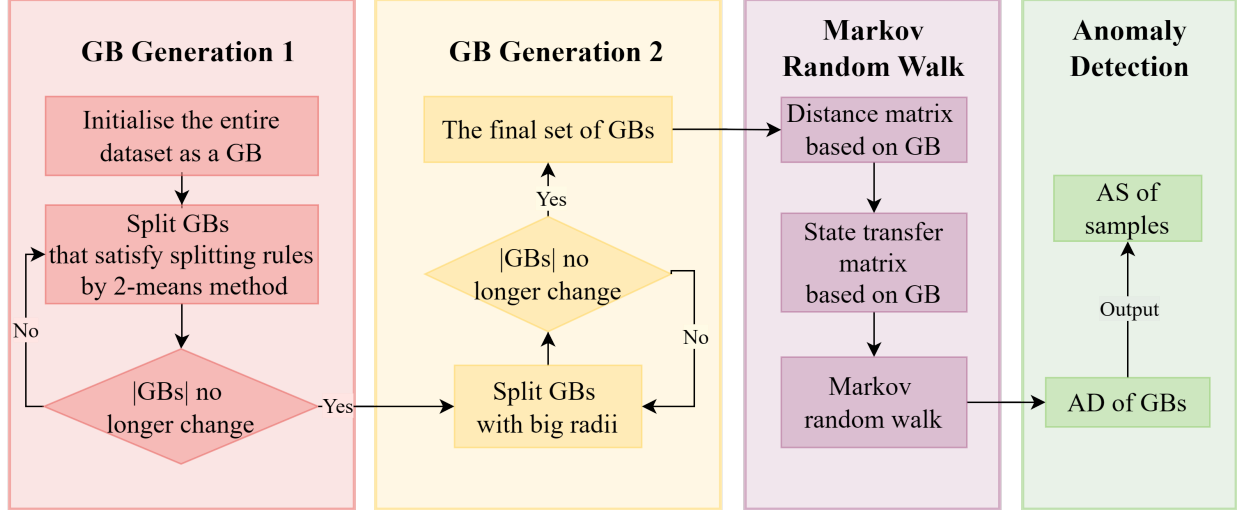 GB Generation 1
Initialise the entire
dataset as a GB
Split GBs
that satisfy splitting rules
by 2-means method
No
|GBs| no
longer change
Yes
GB Generation 2
The final set of GBs
Yes
|GBs| no
longer change
No
Split GBs
with big radii
Markov
Random Walk
Distance matrix
based on GB
State transfer
matrix
based on GB
Markov
random walk
Anomaly
Detection
AS of
samples
Output
AD of GBs